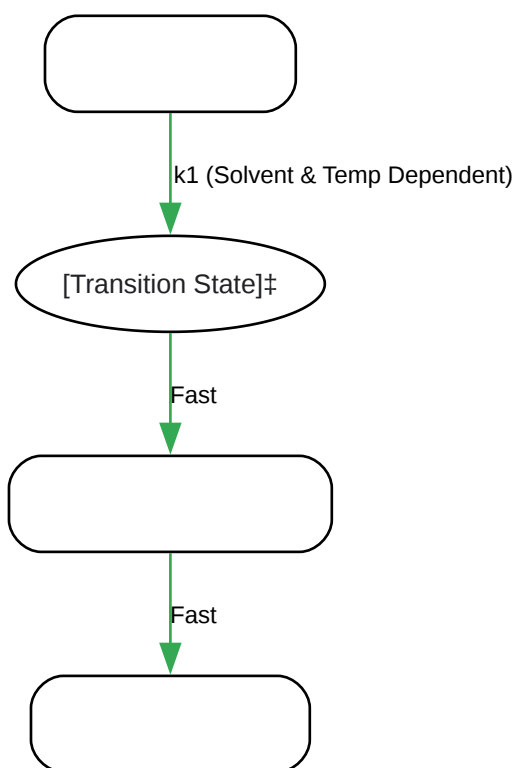 k1 (Solvent & Temp Dependent)
[Transition State]‡
Fast
Fast